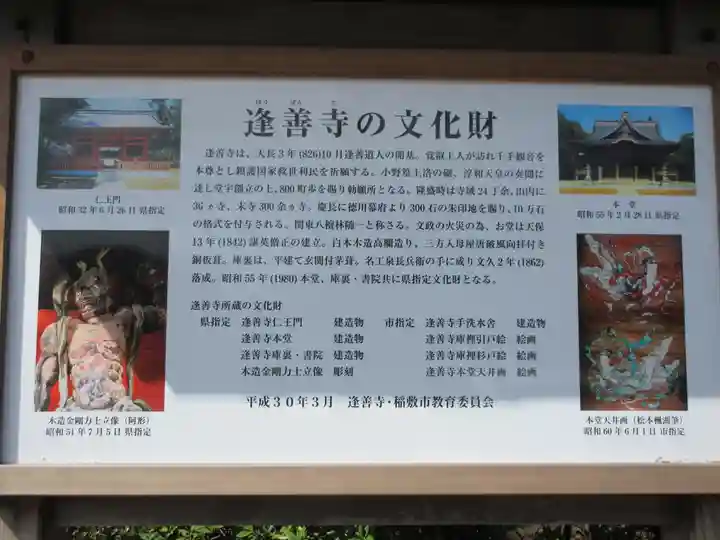 ほう ぜん じ
逢善寺の文化財
逢善寺は、天長3年(826)10月逢善道人の開基。覚叡上人が訪れ千手観音を
本尊とし鎮護国家救世利民を祈願する。小野篁上洛の砌、淳和天皇の奏聞に
達し堂宇創立の上、800町歩を賜り勅願所となる。隆盛時は寺域24丁余、山内に
36ヶ寺、末寺300余ヵ寺。慶長に徳川幕府より300石の朱印地を賜り、10万石
の格式を付与される。関東八檀林随一と称さる。文政の火災の為、お堂は天保
13年(1842)諶英僧正の建立。白木本造高欄造り、三方入母屋唐破風向拝付き
銅板葺。庫裏は、平建て玄関付茅葺。名工泉長兵衛の手に成り文久2年(1862)
落成。昭和55年(1980)本堂、庫裏・書院共に県指定文化財となる。
逢善寺所蔵の文化財
県指定 逢善寺仁王門 建造物 市指定 逢善寺手洗水舎 建造物
逢善寺本堂 建造物 逢善寺庫裡引戸絵 絵画
逢善寺庫裏・書院 建造物 逢善寺庫裡杉戸絵 絵画
木造金剛力士立像 彫刻 逢善寺本堂天井画 絵画
平成30年3月 逢善寺・稲敷市教育委員会
仁王門
昭和32年6月26日県指定
木造金剛力士立像(阿形)
昭和51年7月5日県指定
本堂
昭和55年2月28日県指定
本堂天井画(松本楓湖筆)
昭和60年6月1日市指定